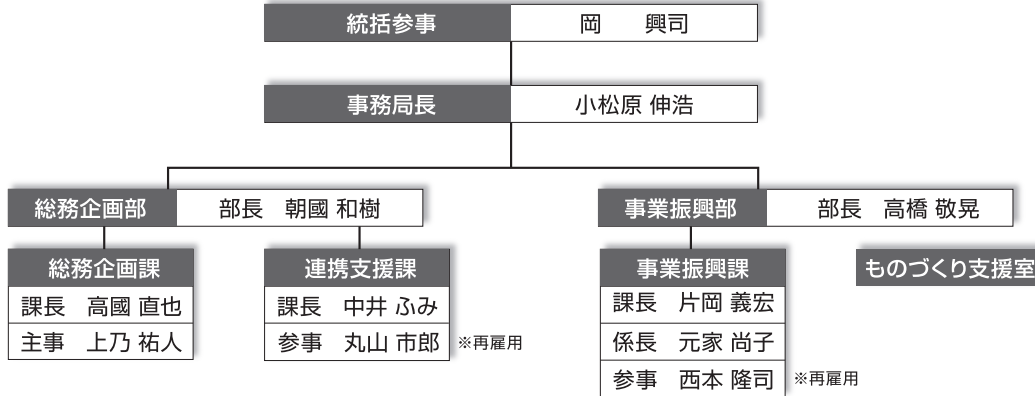 統括参事 岡　興司
事務局長 小松原 伸浩
総務企画部 部長　朝國 和樹
事業振興部 部長　高橋 敬晃
総務企画課
課長　高國 直也
主事　上乃 祐人
連携支援課
課長　中井 ふみ
参事　丸山 市郎 ※再雇用
事業振興課
課長　片岡 義宏
係長　元家 尚子
参事　西本 隆司 ※再雇用
ものづくり支援室